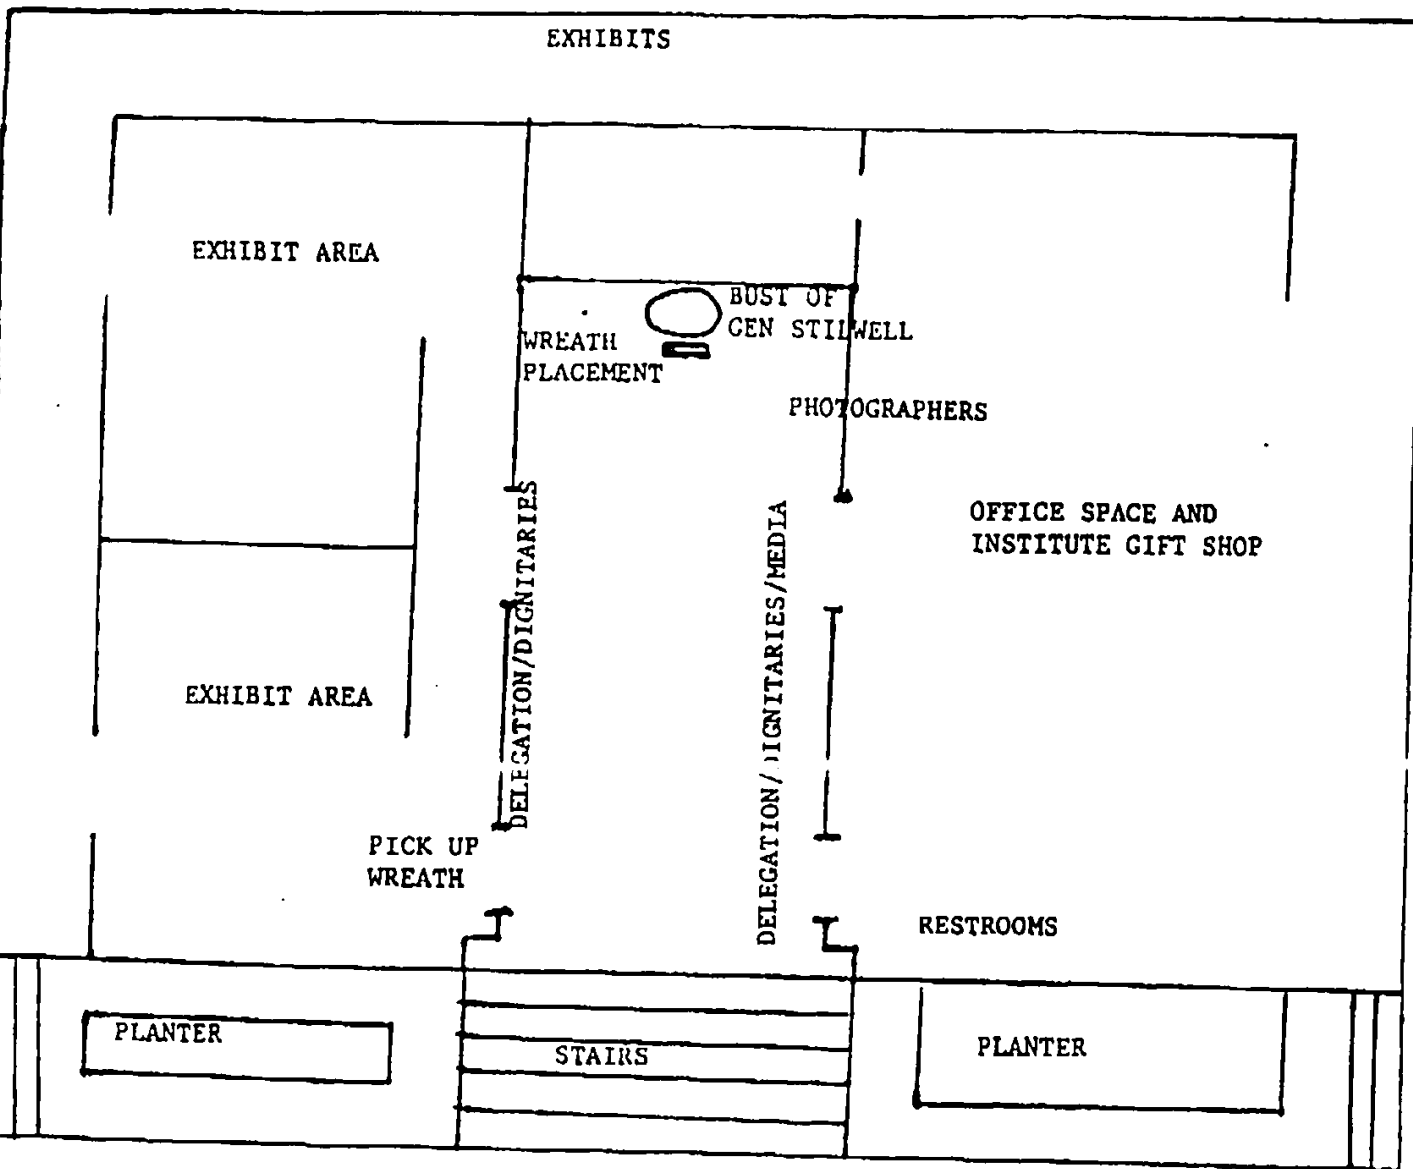 EXHIBITS
EXHIBIT AREA
BUST OF
GEN STILWELL
WREATH
PLACEMENT
PHOTOGRAPHERS
DELEGATION/DIGNITARIES
DELEGATION/DIGNITARIES/MEDIA
OFFICE SPACE AND
INSTITUTE GIFT SHOP
EXHIBIT AREA
PICK UP
WREATH
RESTROOMS
PLANTER
STAIRS
PLANTER